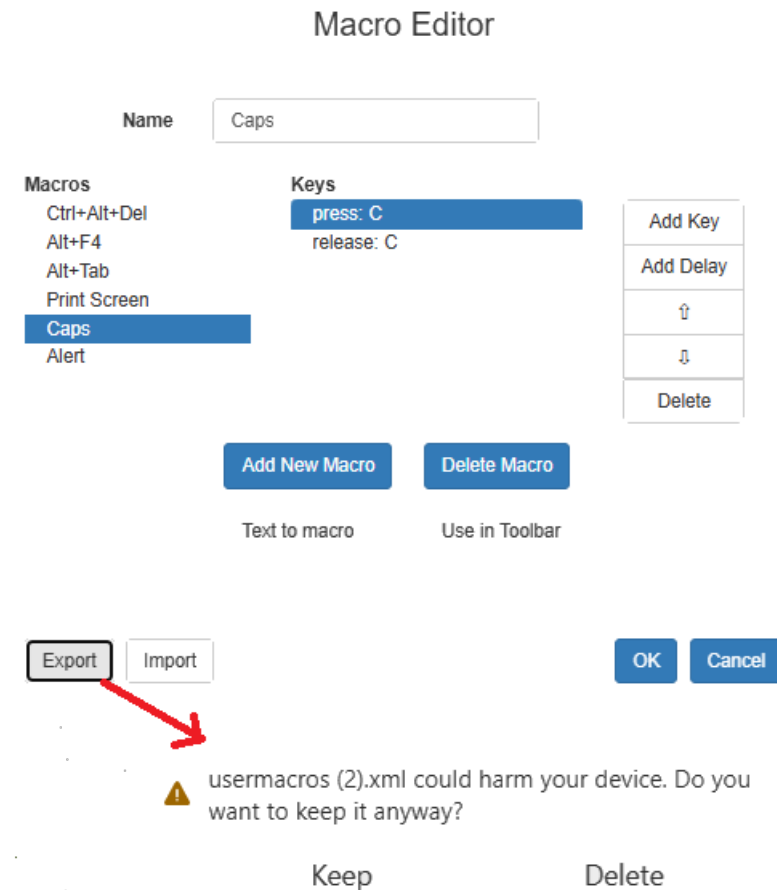 Macro Editor
Name Caps
Macros Keys
Ctrl+Alt+Del press: C Add Key
Alt+F4 release: C
Alt+Tab Add Delay
Print Screen ⇧
Caps
Alert ⇩
Delete
Add New Macro Delete Macro
Text to macro Use in Toolbar
Export Import OK Cancel
usermacros (2).xml could harm your device. Do you
want to keep it anyway?
Keep Delete